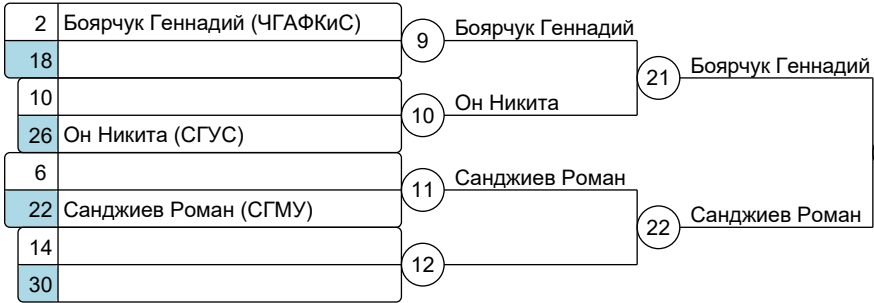 2 Боярчук Геннадий (ЧГАФКиС)
9 Боярчук Геннадий
18
21 Боярчук Геннадий
10
10 Он Никита
26 Он Никита (СГУС)
6
11 Санджиев Роман
22 Санджиев Роман (СГМУ)
22 Санджиев Роман
14
12
30